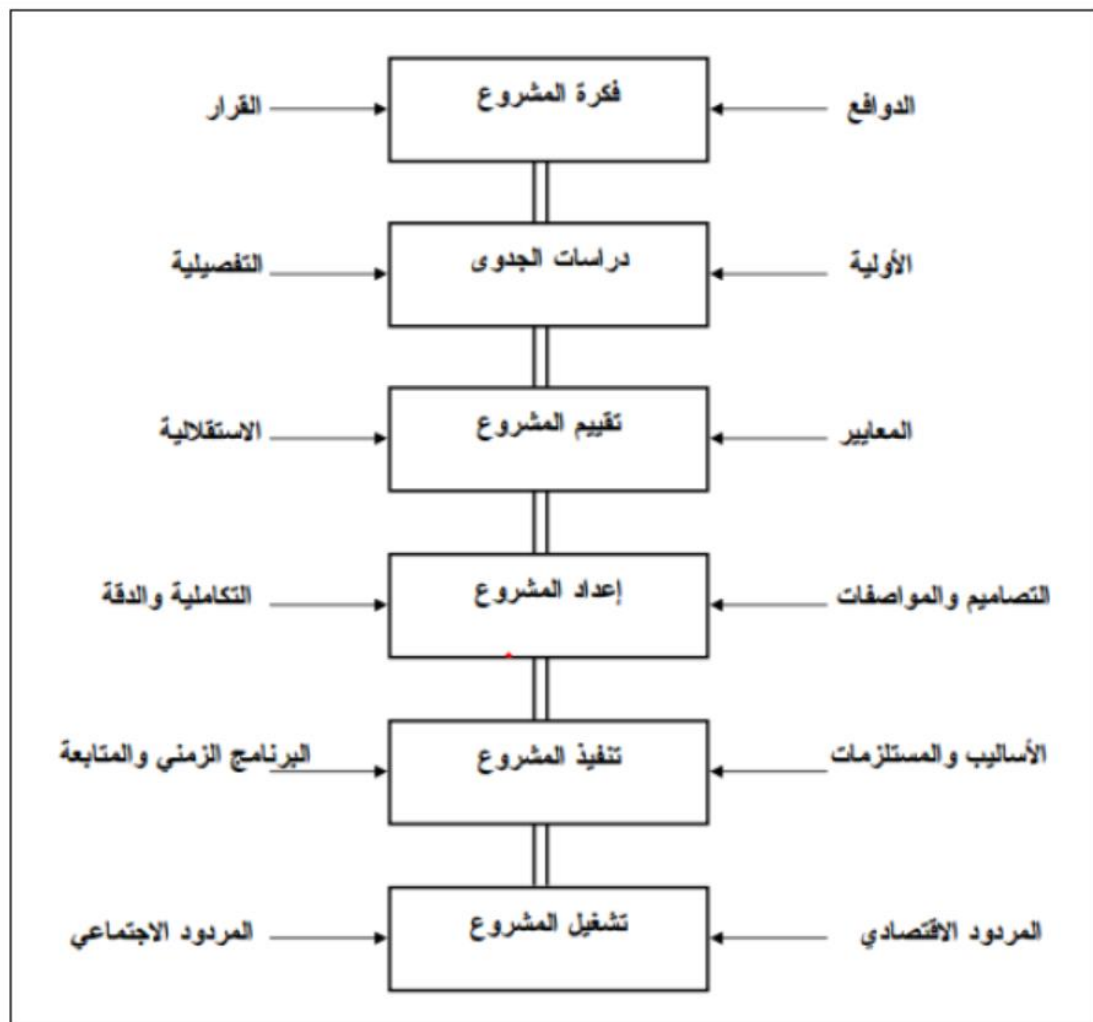 فكرة المشروع
الدوافع
القرار
دراسات الجدوى
الأولية
التفصيلية
تقييم المشروع
المعايير
الاستقلالية
إعداد المشروع
التصاميم والمواصفات
التكاملية والدقة
تنفيذ المشروع
الأساليب والمستلزمات
البرنامج الزمني والمتابعة
تشغيل المشروع
المردود الاقتصادي
المردود الاجتماعي